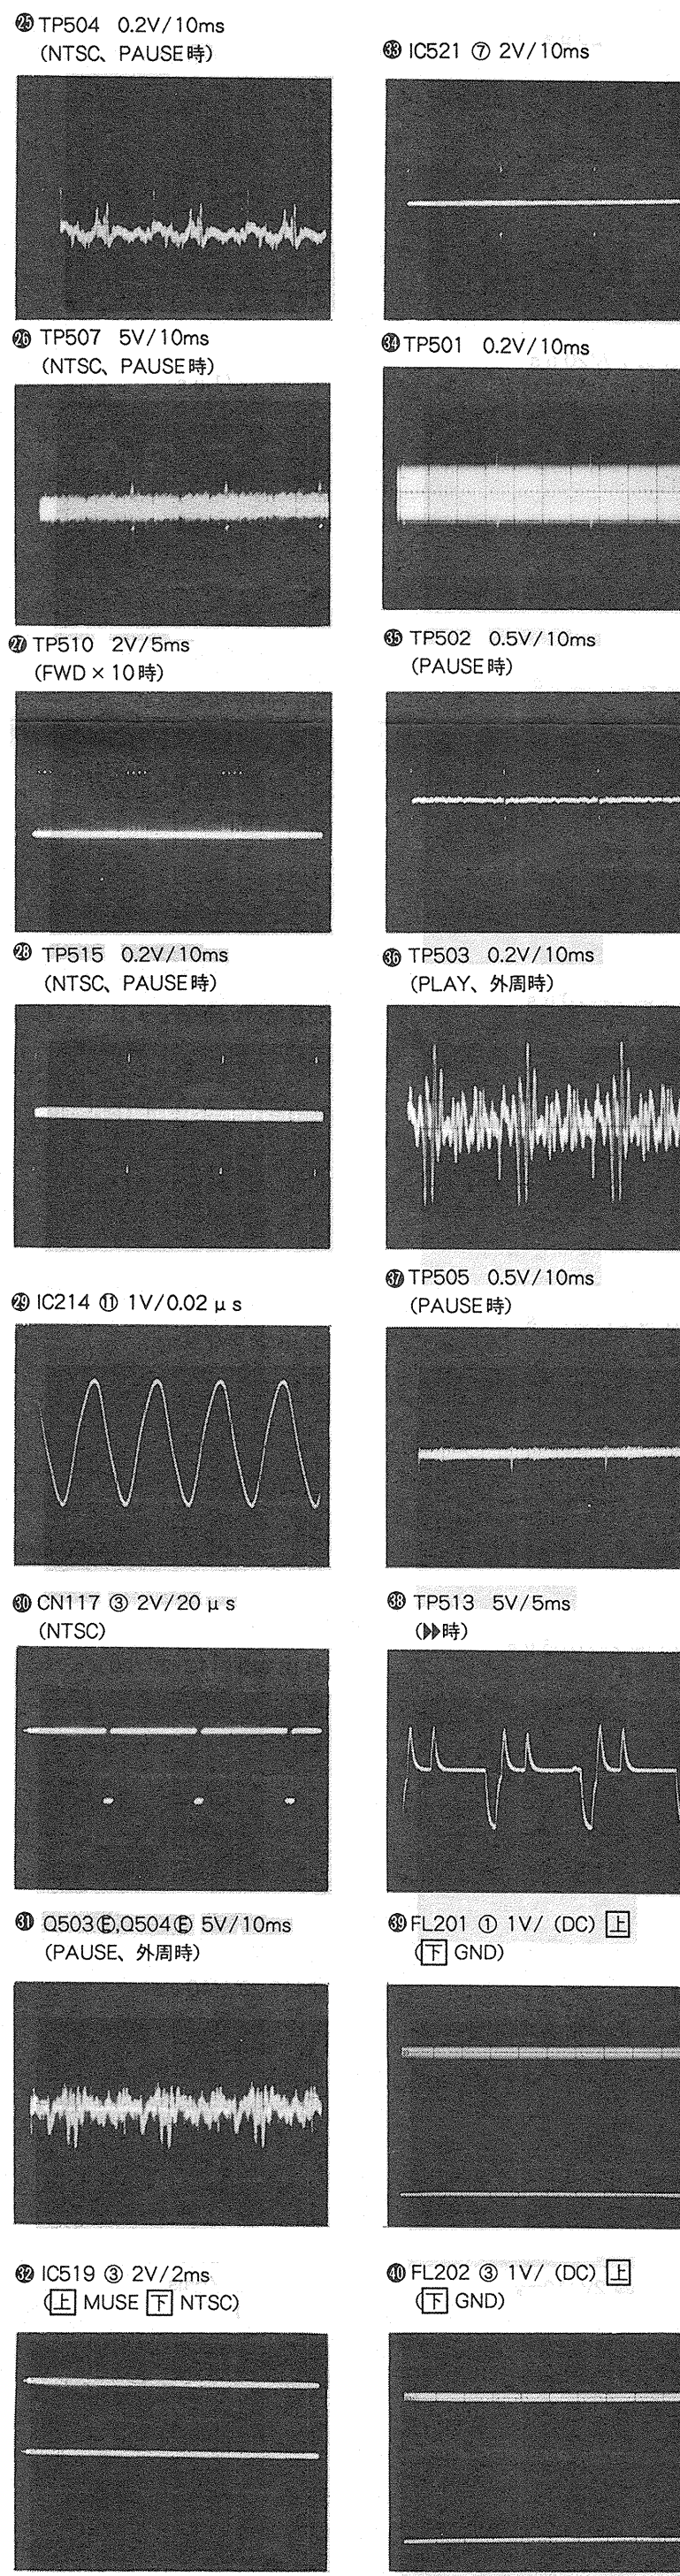 ㉕ TP504 0.2V/10ms
(NTSC、PAUSE時)
㉖ TP507 5V/10ms
(NTSC、PAUSE時)
㉗ TP510 2V/5ms
(FWD × 10時)
㉘ TP515 0.2V/10ms
(NTSC、PAUSE時)
㉙ IC214 ⑪ 1V/0.02 μ s
㉚ CN117 ③ 2V/20 μ s
(NTSC)
㉛ Q503Ⓔ,Q504Ⓔ 5V/10ms
(PAUSE、外周時)
㉜ IC519 ③ 2V/2ms
(上 MUSE 下 NTSC)
㉝ IC521 ⑦ 2V/10ms
㉞ TP501 0.2V/10ms
㉟ TP502 0.5V/10ms
(PAUSE時)
㊱ TP503 0.2V/10ms
(PLAY、外周時)
㊲ TP505 0.5V/10ms
(PAUSE時)
㊳ TP513 5V/5ms
(▶▶時)
㊴ FL201 ① 1V/ (DC) 上
(下 GND)
㊵ FL202 ③ 1V/ (DC) 上
(下 GND)